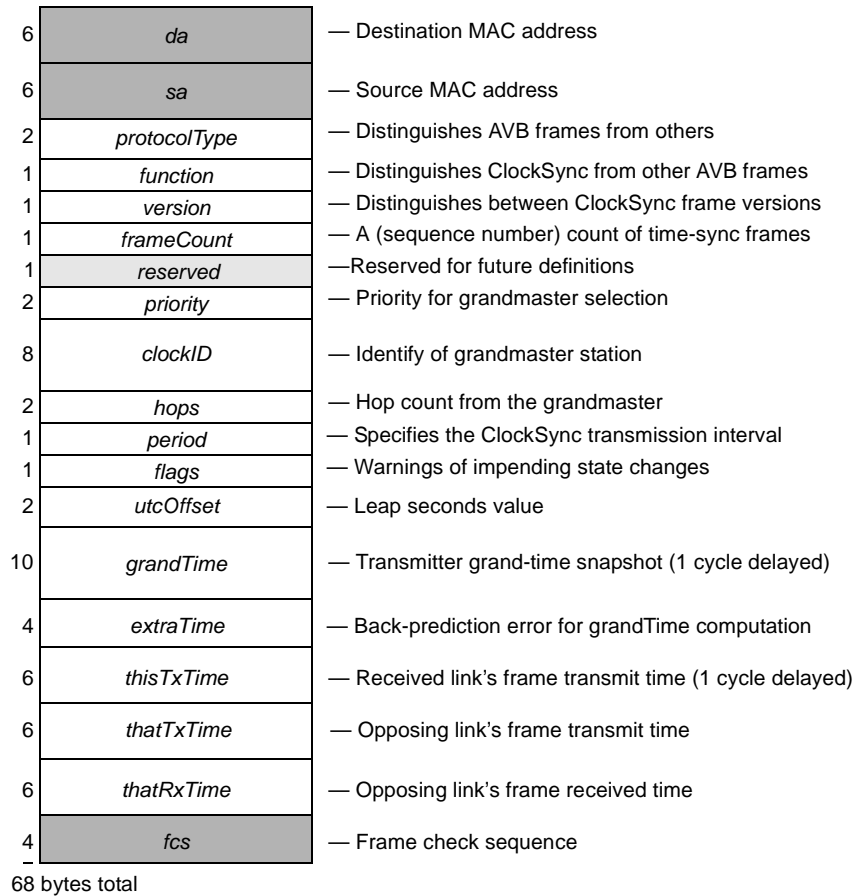 6 da — Destination MAC address
6 sa — Source MAC address
2 protocolType — Distinguishes AVB frames from others
1 function — Distinguishes ClockSync from other AVB frames
1 version — Distinguishes between ClockSync frame versions
1 frameCount — A (sequence number) count of time-sync frames
1 reserved —Reserved for future definitions
2 priority — Priority for grandmaster selection
8 clockID — Identify of grandmaster station
2 hops — Hop count from the grandmaster
1 period — Specifies the ClockSync transmission interval
1 flags — Warnings of impending state changes
2 utcOffset — Leap seconds value
10 grandTime — Transmitter grand-time snapshot (1 cycle delayed)
4 extraTime — Back-prediction error for grandTime computation
6 thisTxTime — Received link's frame transmit time (1 cycle delayed)
6 thatTxTime — Opposing link's frame transmit time
6 thatRxTime — Opposing link's frame received time
4 fcs — Frame check sequence
68 bytes total